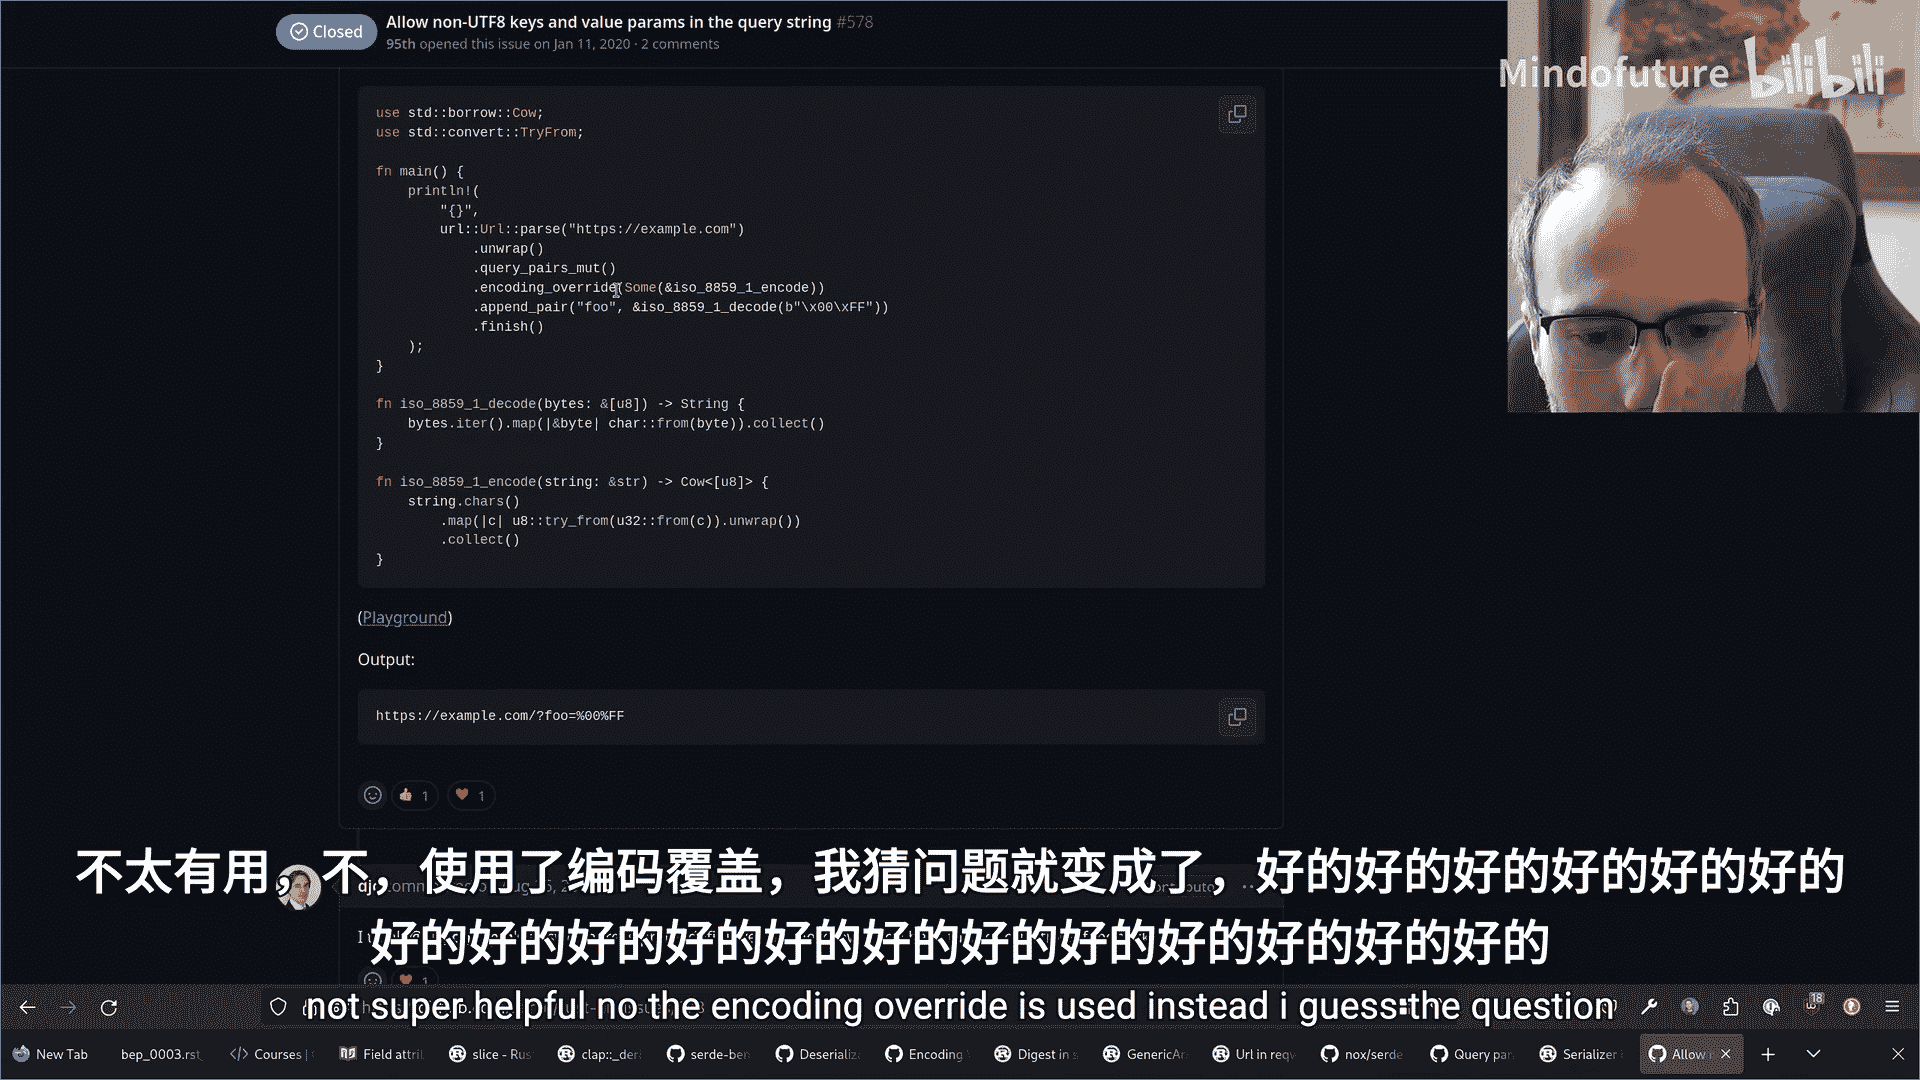 Closed
Allow non-UTF8 keys and value params in the query string #578
95th opened this issue on Jan 11, 2020 · 2 comments
Mindofuture bilibili
use std::borrow::Cow;
use std::convert::TryFrom;
fn main() {
println!(
"{}",
url::Url::parse("https://example.com")
.unwrap()
.query_pairs_mut()
.encoding_override(Some(&iso_8859_1_encode))
.append_pair("foo", &iso_8859_1_decode(b"\x00\xFF"))
.finish()
);
}
fn iso_8859_1_decode(bytes: &[u8]) -> String {
bytes.iter().map(|&byte| char::from(byte)).collect()
}
fn iso_8859_1_encode(string: &str) -> Cow<[u8]> {
string.chars()
.map(|c| u8::try_from(u32::from(c)).unwrap())
.collect()
}
(Playground)
Output:
https://example.com/?foo=%00%FF
1 1
不太有用，不，使用了编码覆盖，我猜问题就变成了，好的好的好的好的好的好的
好的好的好的好的好的好的好的好的好的好的好的好的
1
not super helpful no the encoding override is used instead i guess the question
18
New Tab
bep_0003.rst
Courses
Field attri
slice - Rus
clap::_der
serde-ben
Deserializ
Encoding
Digest in s
GenericAr
Url in reqw
nox/serde
Query par
Serializer
Allow